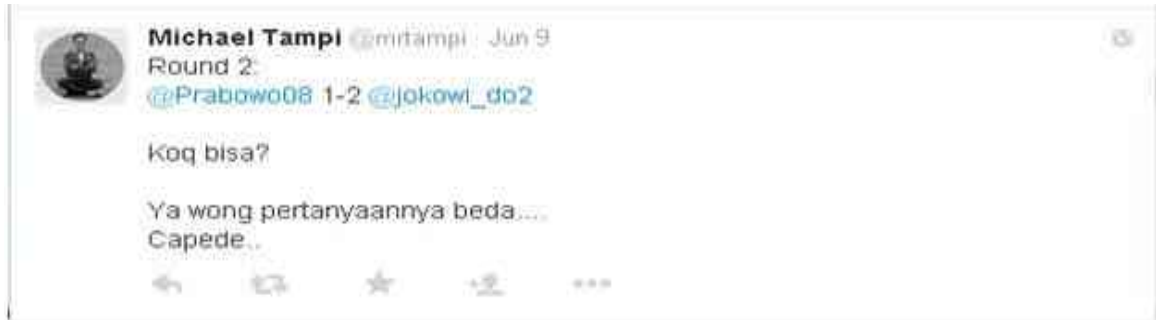 Michael Tampi @mrtampi · Jun 9
Round 2:
@Prabowo08 1-2 @jokowi_do2
Koq bisa?
Ya wong pertanyaannya beda....
Capede..